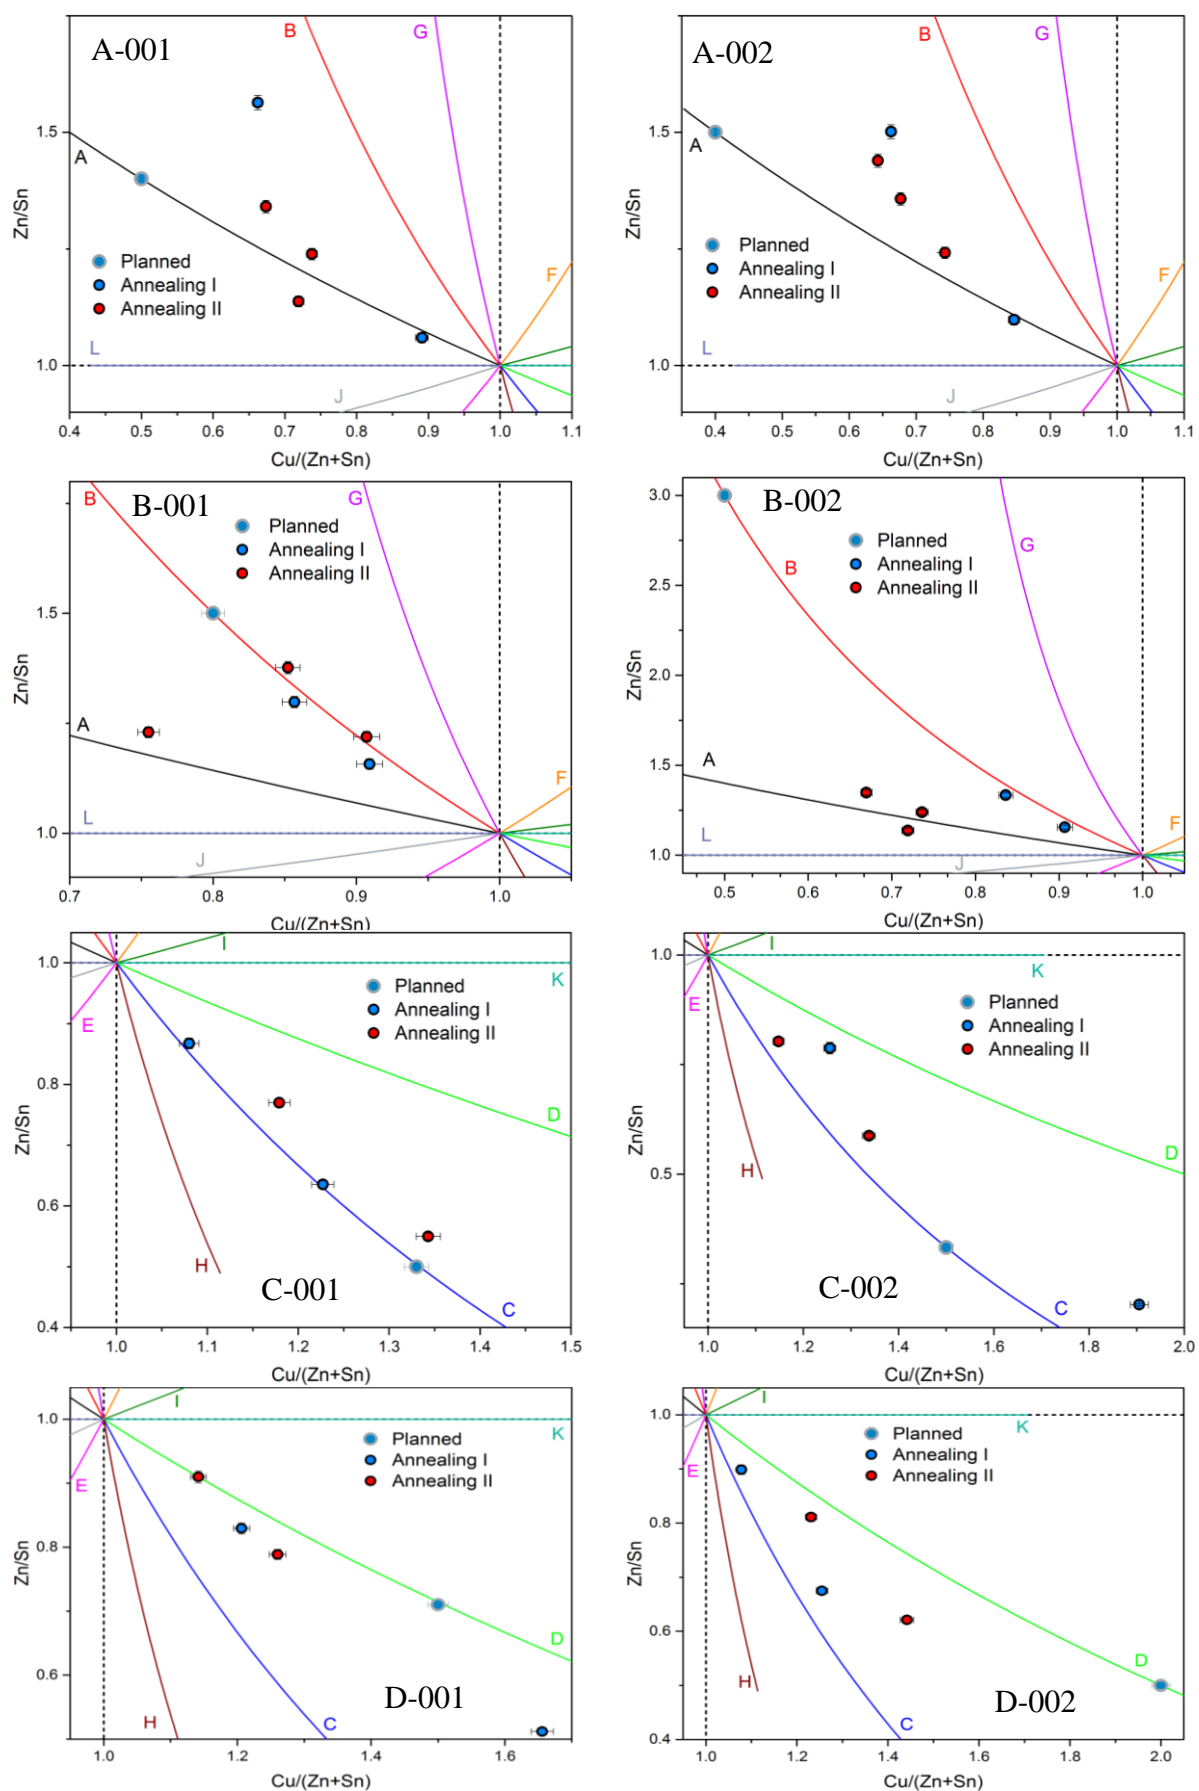 A-001
B
G
1.5
A
Zn/Sn
Planned
Annealing I
Annealing II
F
L
1.0
J
0.4 0.5 0.6 0.7 0.8 0.9 1.0 1.1
Cu/(Zn+Sn)
A-002
B
G
1.5
A
Zn/Sn
Planned
Annealing I
Annealing II
F
L
1.0
J
0.4 0.5 0.6 0.7 0.8 0.9 1.0 1.1
Cu/(Zn+Sn)
B
B-001
G
Planned
Annealing I
Annealing II
1.5
Zn/Sn
A
F
L
1.0
J
0.7 0.8 0.9 1.0
Cu/(Zn+Sn)
3.0
B-002
G
Planned
Annealing I
Annealing II
B
2.5
2.0
Zn/Sn
1.5
A
F
L
1.0
J
0.5 0.6 0.7 0.8 0.9 1.0
Cu/(Zn+Sn)
I
1.0
K
Planned
Annealing I
Annealing II
E
0.8
D
Zn/Sn
0.6
H
C-001
C
0.4
1.0 1.1 1.2 1.3 1.4 1.5
Cu/(Zn+Sn)
I
1.0
K
Planned
Annealing I
Annealing II
E
Zn/Sn
D
H
0.5
C-002
C
1.0 1.2 1.4 1.6 1.8 2.0
Cu/(Zn+Sn)
I
1.0
K
Planned
Annealing I
Annealing II
E
0.8
Zn/Sn
D
0.6
D-001
H
C
1.0 1.2 1.4 1.6
Cu/(Zn+Sn)
I
1.0
K
Planned
Annealing I
Annealing II
E
0.8
Zn/Sn
0.6
D
H
D-002
C
0.4
1.0 1.2 1.4 1.6 1.8 2.0
Cu/(Zn+Sn)